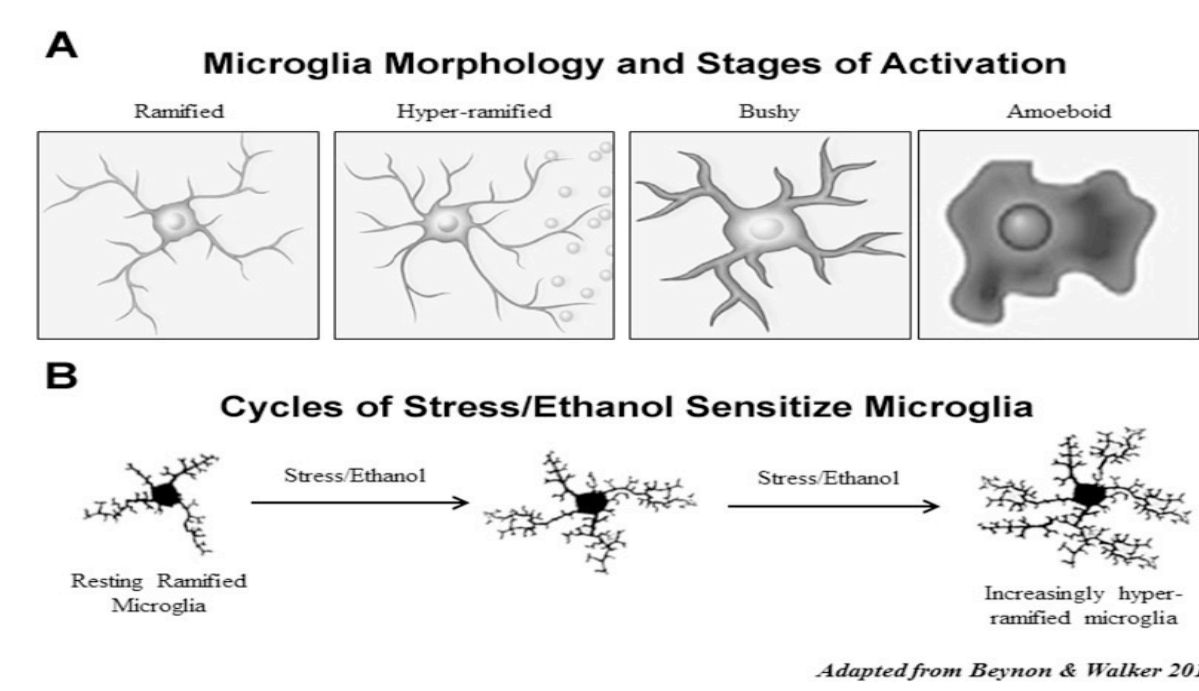 A
Microglia Morphology and Stages of Activation
Ramified
Hyper-ramified
Bushy
Amoeboid
B
Cycles of Stress/Ethanol Sensitize Microglia
Stress/Ethanol
Stress/Ethanol
Resting Ramified
Microglia
Increasingly hyper-
ramified microglia
Adapted from Beynon & Walker